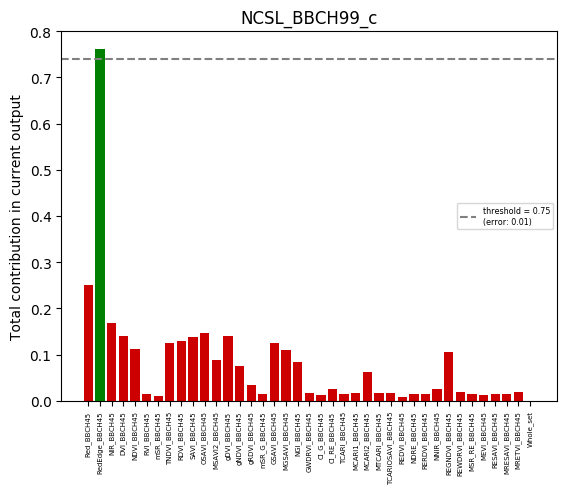 NCSL_BBCH99_c
Total contribution in current output
0.8
0.7
0.6
0.5
0.4
0.3
0.2
0.1
0.0
threshold = 0.75
(error: 0.01)
Red_BBCH45
RedEdge_BBCH45
NIR_BBCH45
DVI_BBCH45
NDVI_BBCH45
RVI_BBCH45
mSR_BBCH45
TNDVI_BBCH45
RDVI_BBCH45
SAVI_BBCH45
OSAVI_BBCH45
MSAVI2_BBCH45
gDVI_BBCH45
gNDVI_BBCH45
gRDVI_BBCH45
mSR_G_BBCH45
GSAVI_BBCH45
MGSAVI_BBCH45
NGI_BBCH45
GWDRVI_BBCH45
CI_G_BBCH45
CI_RE_BBCH45
TCARI_BBCH45
MCARI1_BBCH45
MCARI2_BBCH45
MTCARI_BBCH45
TCARIOSAVI_BBCH45
REDVI_BBCH45
NDRE_BBCH45
RERDVI_BBCH45
NNIR_BBCH45
REGNDVI_BBCH45
REWDRVI_BBCH45
MSR_RE_BBCH45
MEVI_BBCH45
RESAVI_BBCH45
MRESAVI_BBCH45
MRETVI_BBCH45
Whole_set